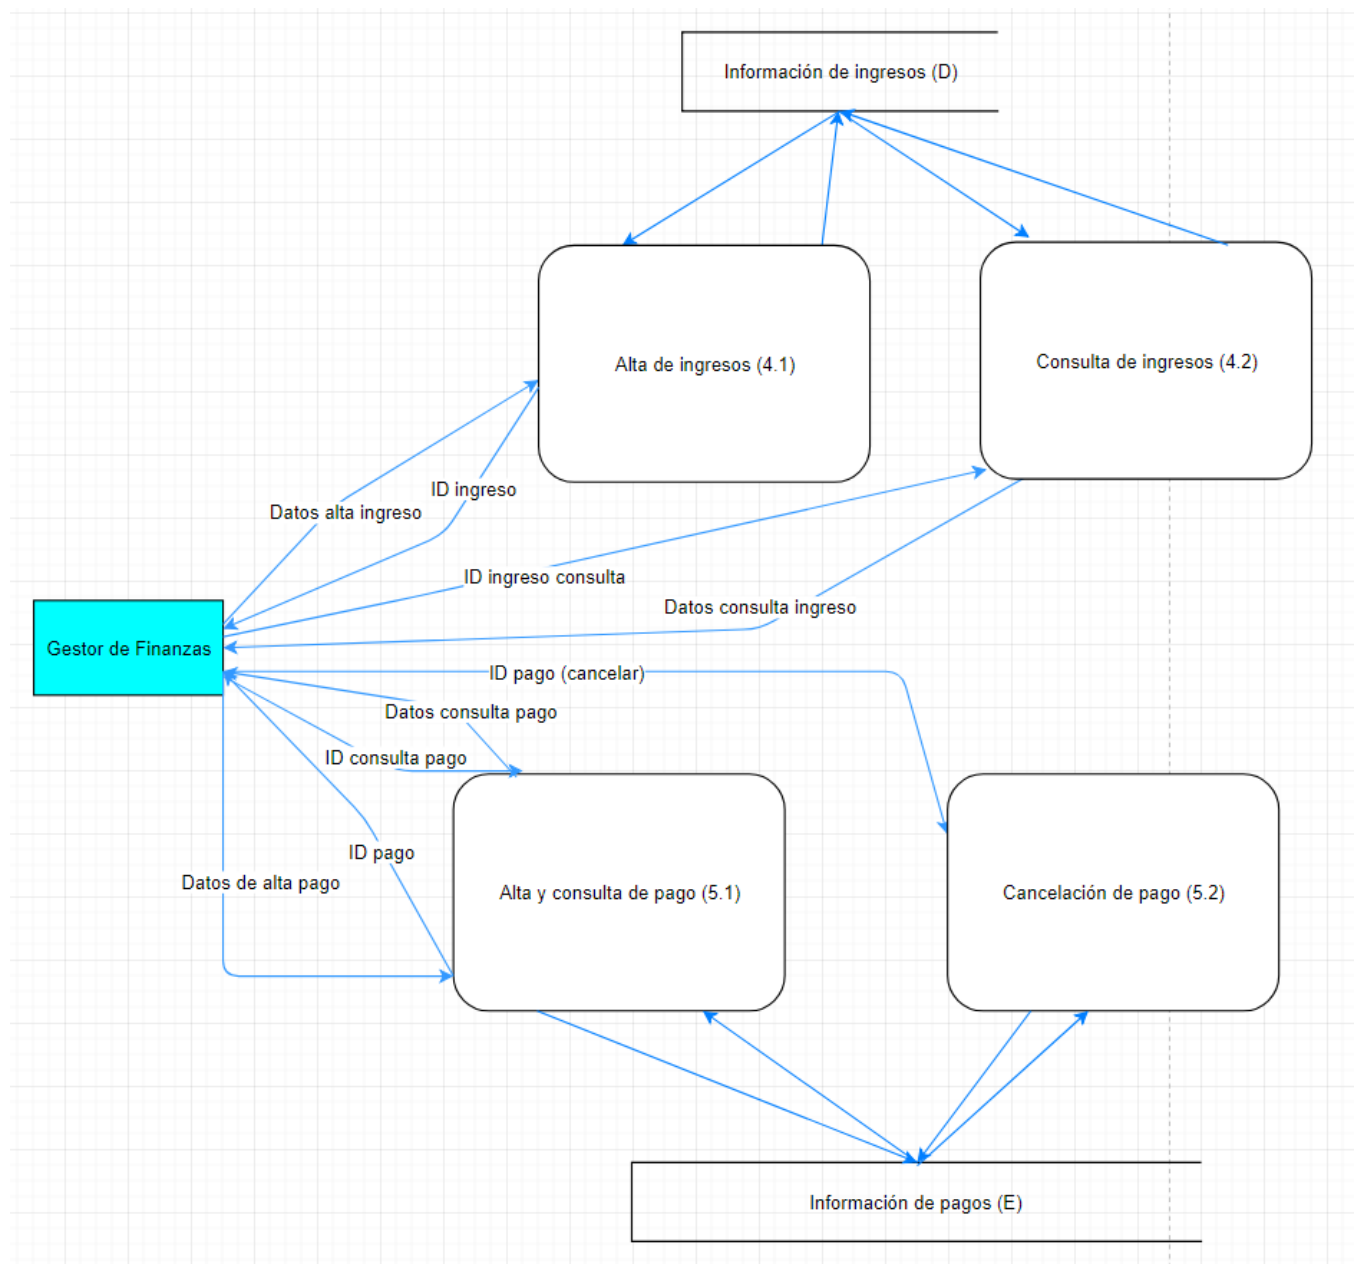 Información de ingresos (D)
Alta de ingresos (4.1)
Consulta de ingresos (4.2)
ID ingreso
Datos alta ingreso
ID ingreso consulta
Datos consulta ingreso
Gestor de Finanzas
ID pago (cancelar)
Datos consulta pago
ID consulta pago
ID pago
Datos de alta pago
Alta y consulta de pago (5.1)
Cancelación de pago (5.2)
Información de pagos (E)